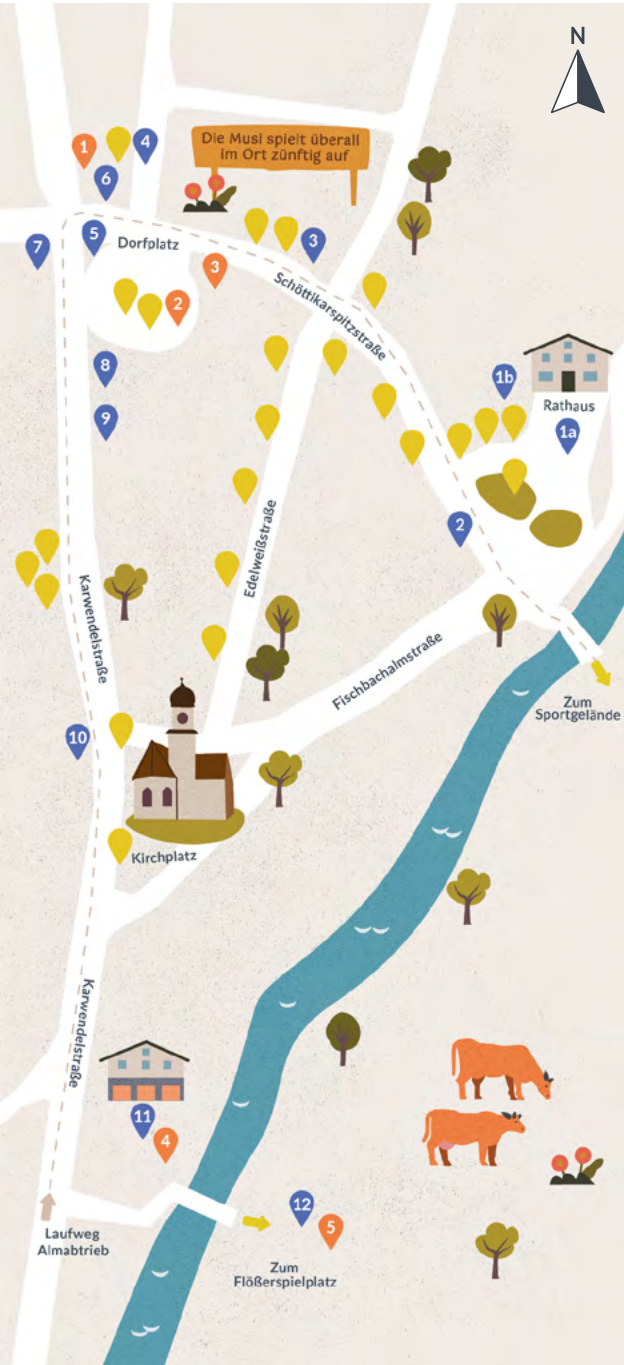 N
Die Musi spielt überall
im Ort zünftig auf
1
4
6
7
5
Dorfplatz
3
3
2
Schöttlkarspitzstraße
8
9
1b
Rathaus
1a
2
Edelweißstraße
Karwendelstraße
Fischbachalmstraße
Zum
Sportgelände
10
Kirchplatz
Karwendelstraße
11
4
12
5
Laufweg
Almabtrieb
Zum
Flößerspielplatz